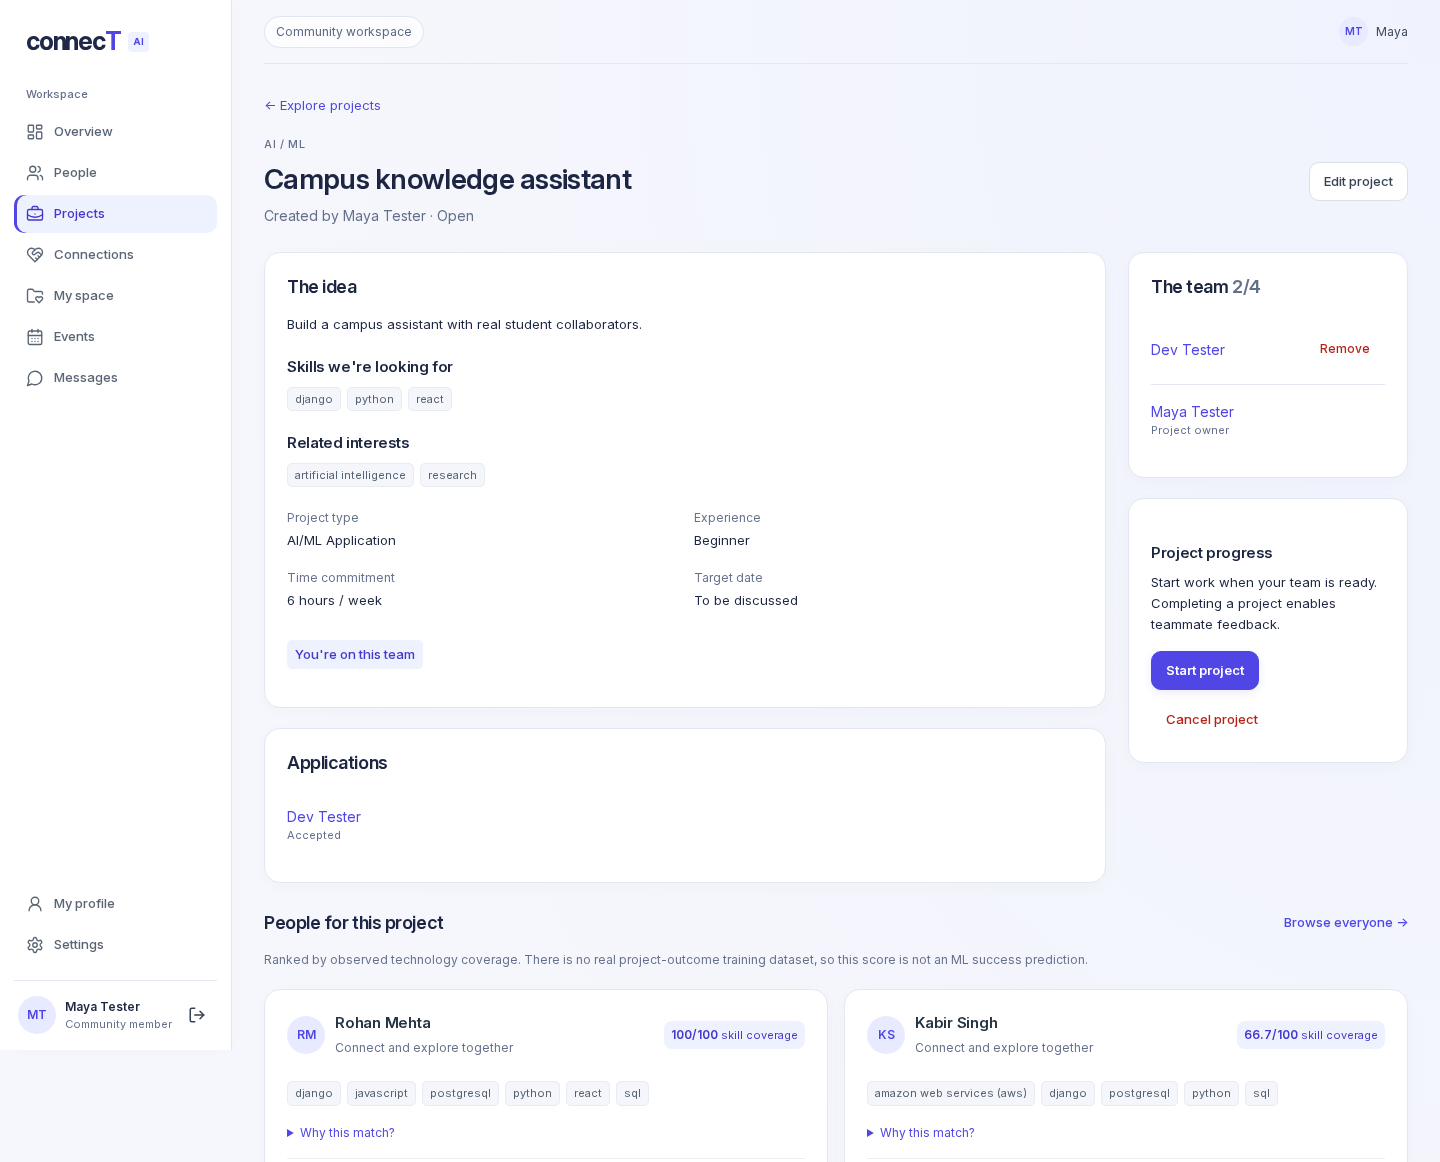 connecT AI
Workspace
Overview
People
Projects
Connections
My space
Events
Messages
My profile
Settings
MT Maya Tester
Community member
Community workspace
MT Maya
← Explore projects
AI / ML
Campus knowledge assistant
Edit project
Created by Maya Tester · Open
The idea
Build a campus assistant with real student collaborators.
Skills we're looking for
django python react
Related interests
artificial intelligence research
Project type Experience
AI/ML Application Beginner
Time commitment Target date
6 hours / week To be discussed
You're on this team
The team 2/4
Dev Tester Remove
Maya Tester
Project owner
Project progress
Start work when your team is ready.
Completing a project enables
teammate feedback.
Start project
Cancel project
Applications
Dev Tester
Accepted
People for this project Browse everyone →
Ranked by observed technology coverage. There is no real project-outcome training dataset, so this score is not an ML success prediction.
RM Rohan Mehta
Connect and explore together
100/100 skill coverage
django javascript postgresql python react sql
▶ Why this match?
KS Kabir Singh
Connect and explore together
66.7/100 skill coverage
amazon web services (aws) django postgresql python sql
▶ Why this match?